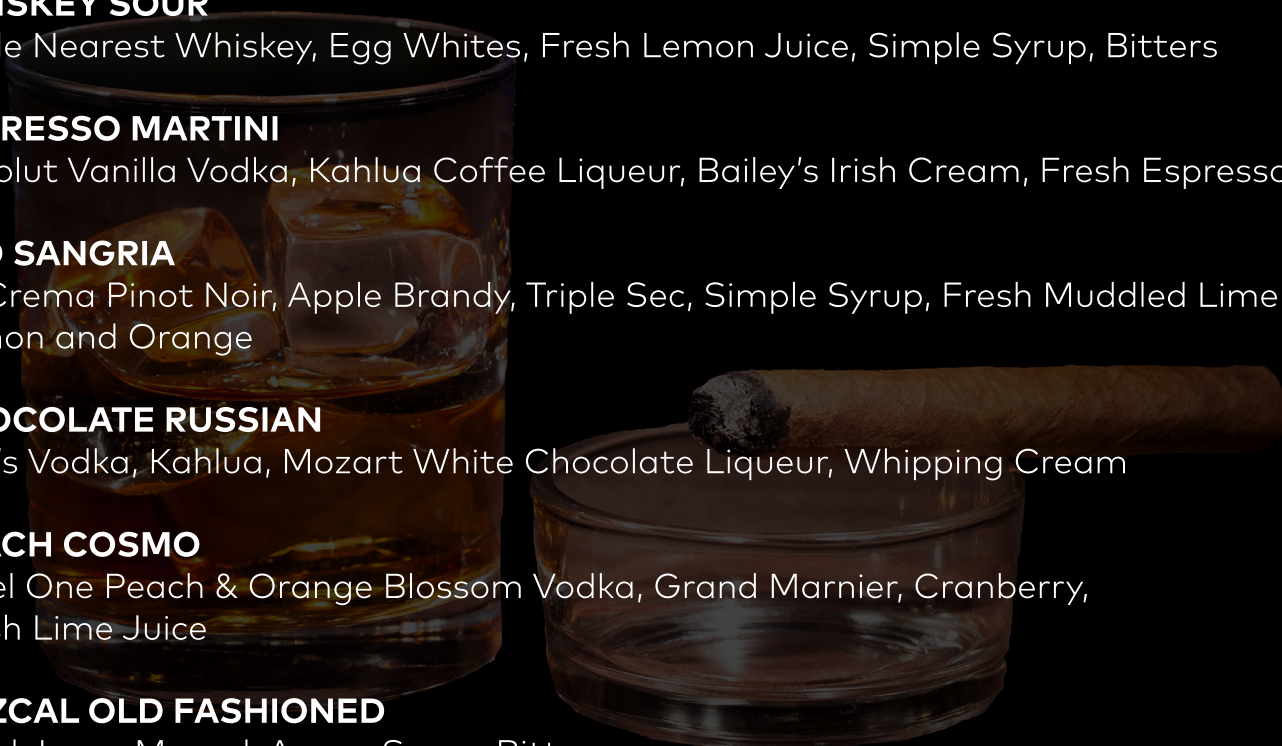 ISKEY SOUR
le Nearest Whiskey, Egg Whites, Fresh Lemon Juice, Simple Syrup, Bitters
RESSO MARTINI
olut Vanilla Vodka, Kahlua Coffee Liqueur, Bailey's Irish Cream, Fresh Espresso
SANGRIA
Crema Pinot Noir, Apple Brandy, Triple Sec, Simple Syrup, Fresh Muddled Lime
on and Orange
OCOLATE RUSSIAN
's Vodka, Kahlua, Mozart White Chocolate Liqueur, Whipping Cream
ACH COSMO
el One Peach & Orange Blossom Vodka, Grand Marnier, Cranberry,
h Lime Juice
ZCAL OLD FASHIONED